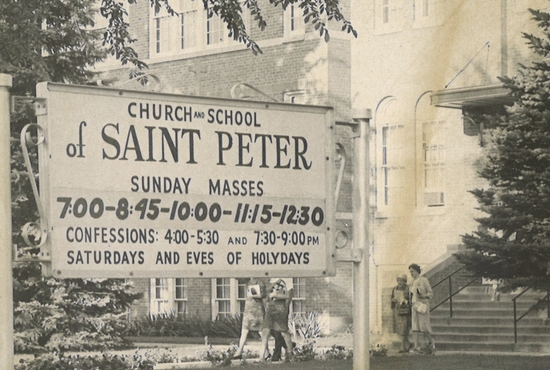 CHURCH AND SCHOOL
of SAINT PETER
SUNDAY MASSES
7:00-8:45-10:00-11:15-12:30
CONFESSIONS: 4:00-5:30 AND 7:30-9:00 PM
SATURDAYS AND EVES OF HOLYDAYS